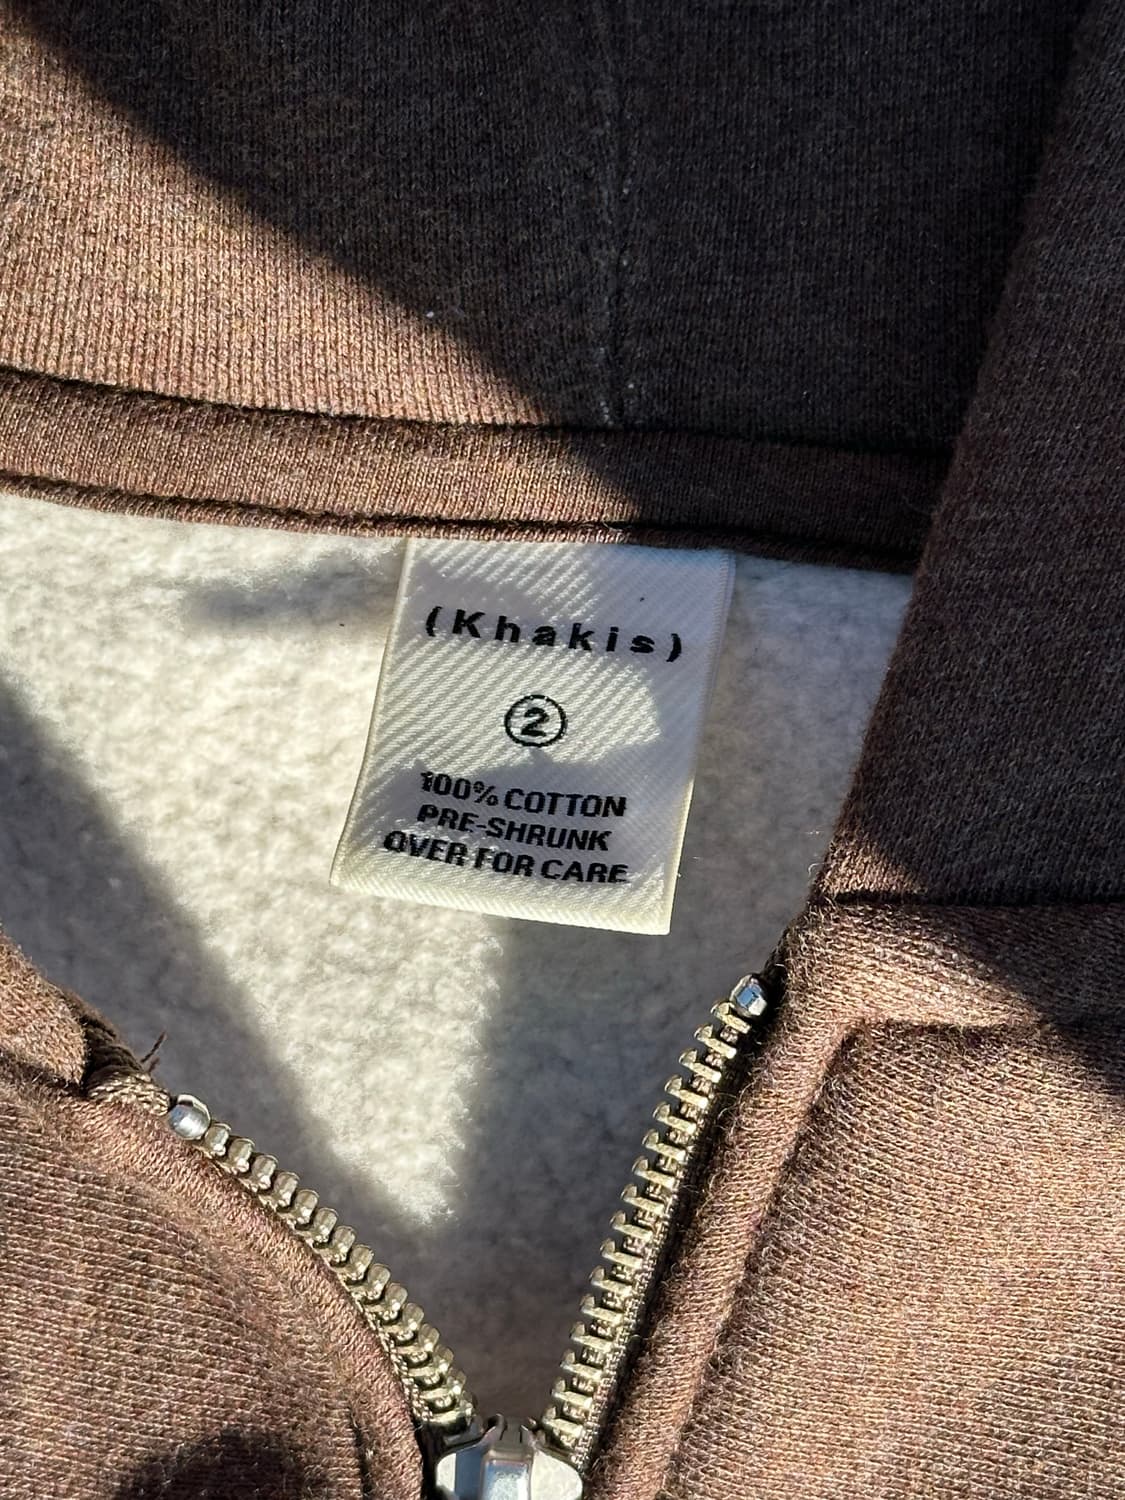 (Khakis)
2
100% COTTON
PRE-SHRUNK
OVER FOR CARE